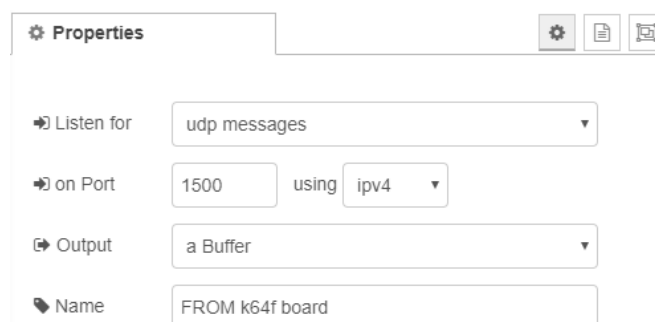 Properties
Listen for udp messages
on Port 1500 using ipv4
Output a Buffer
Name FROM k64f board